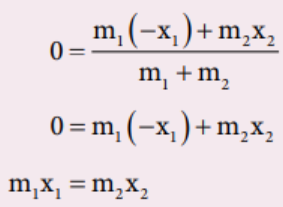 0 = m₁(−x₁) + m₂x₂ / m₁ + m₂
0 = m₁(−x₁) + m₂x₂
m₁x₁ = m₂x₂